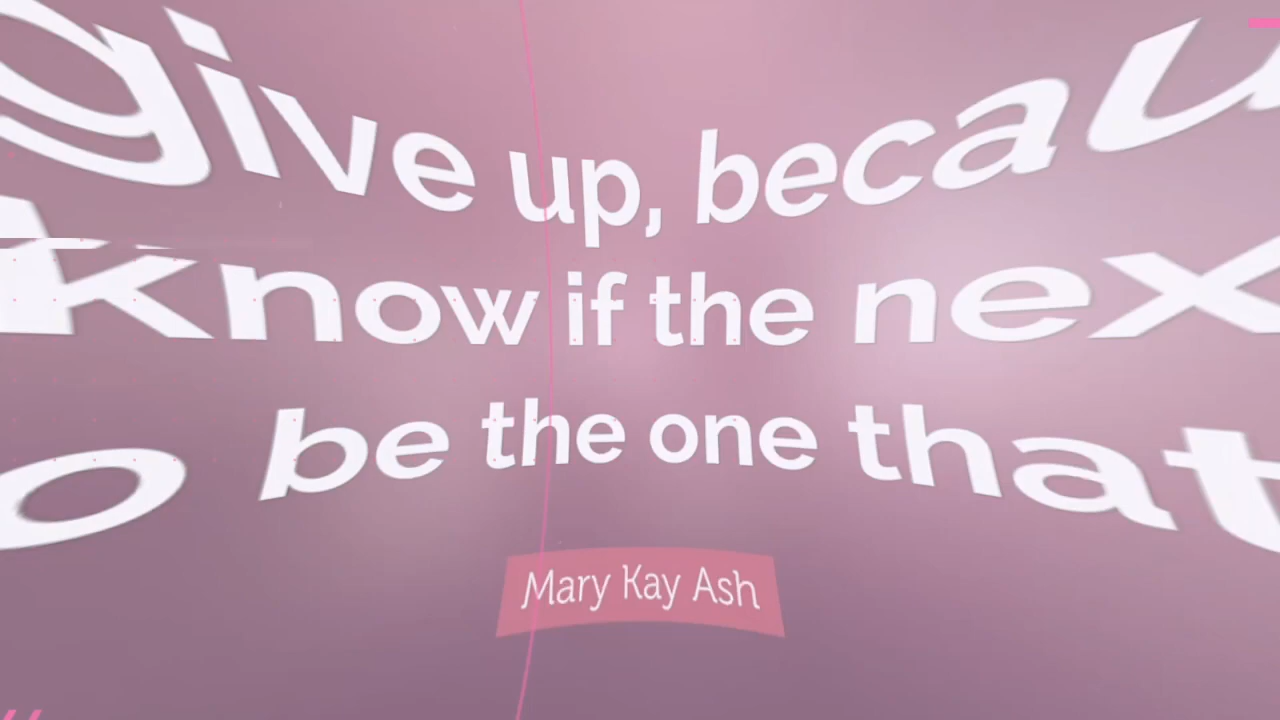 give up, becau
know if the nex
o be the one that
Mary Kay Ash